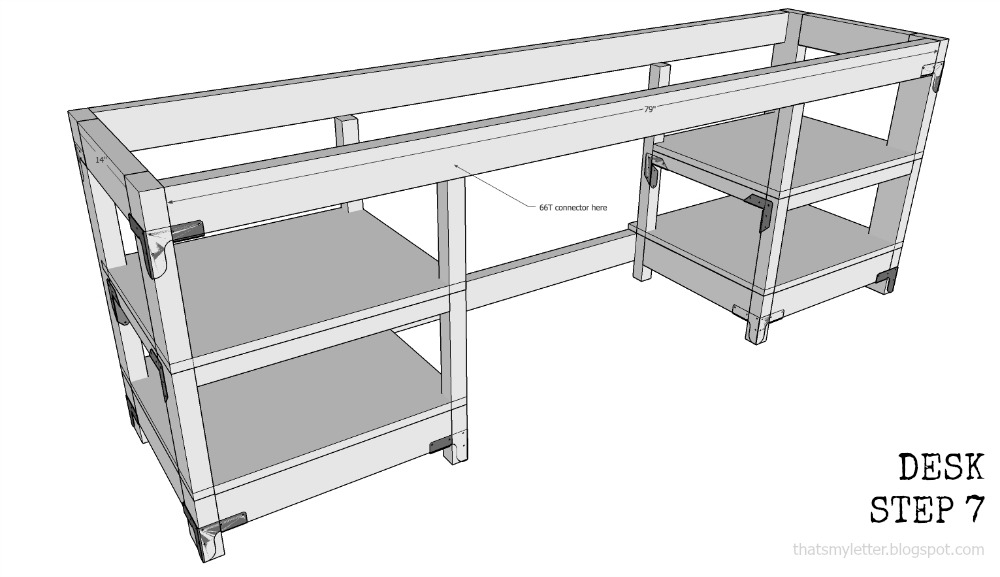 79"
14"
66T connector here
DESK
STEP 7
thatsmyletter.blogspot.com